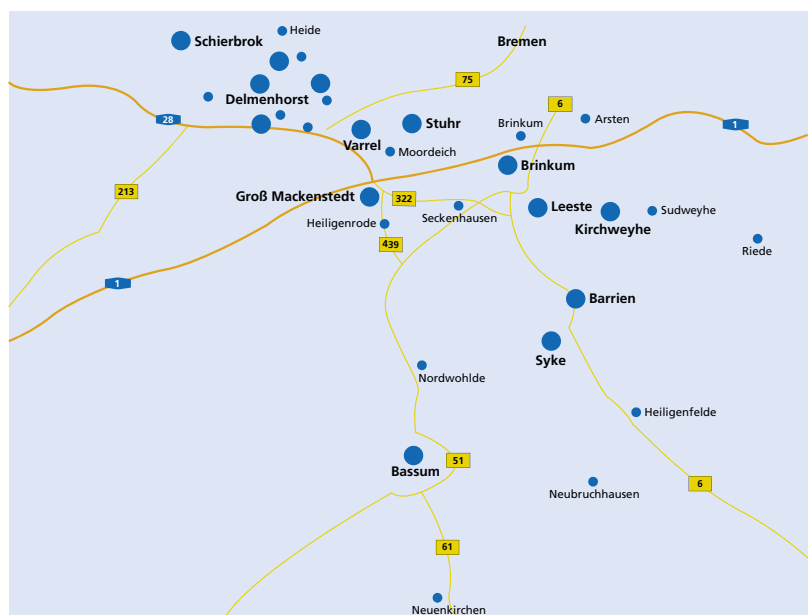 Heide
Schierbrok
Bremen
75
Delmenhorst
6
28
Stuhr
Brinkum
Arsten
1
Varrel
Moordeich
Brinkum
213
Groß Mackenstedt
322
Leeste
Seckenhausen
Sudweyhe
Heiligenrode
Kirchweyhe
439
Riede
1
Barrien
Syke
Nordwohlde
Heiligenfelde
51
Bassum
6
Neubruchhausen
61
Neuenkirchen